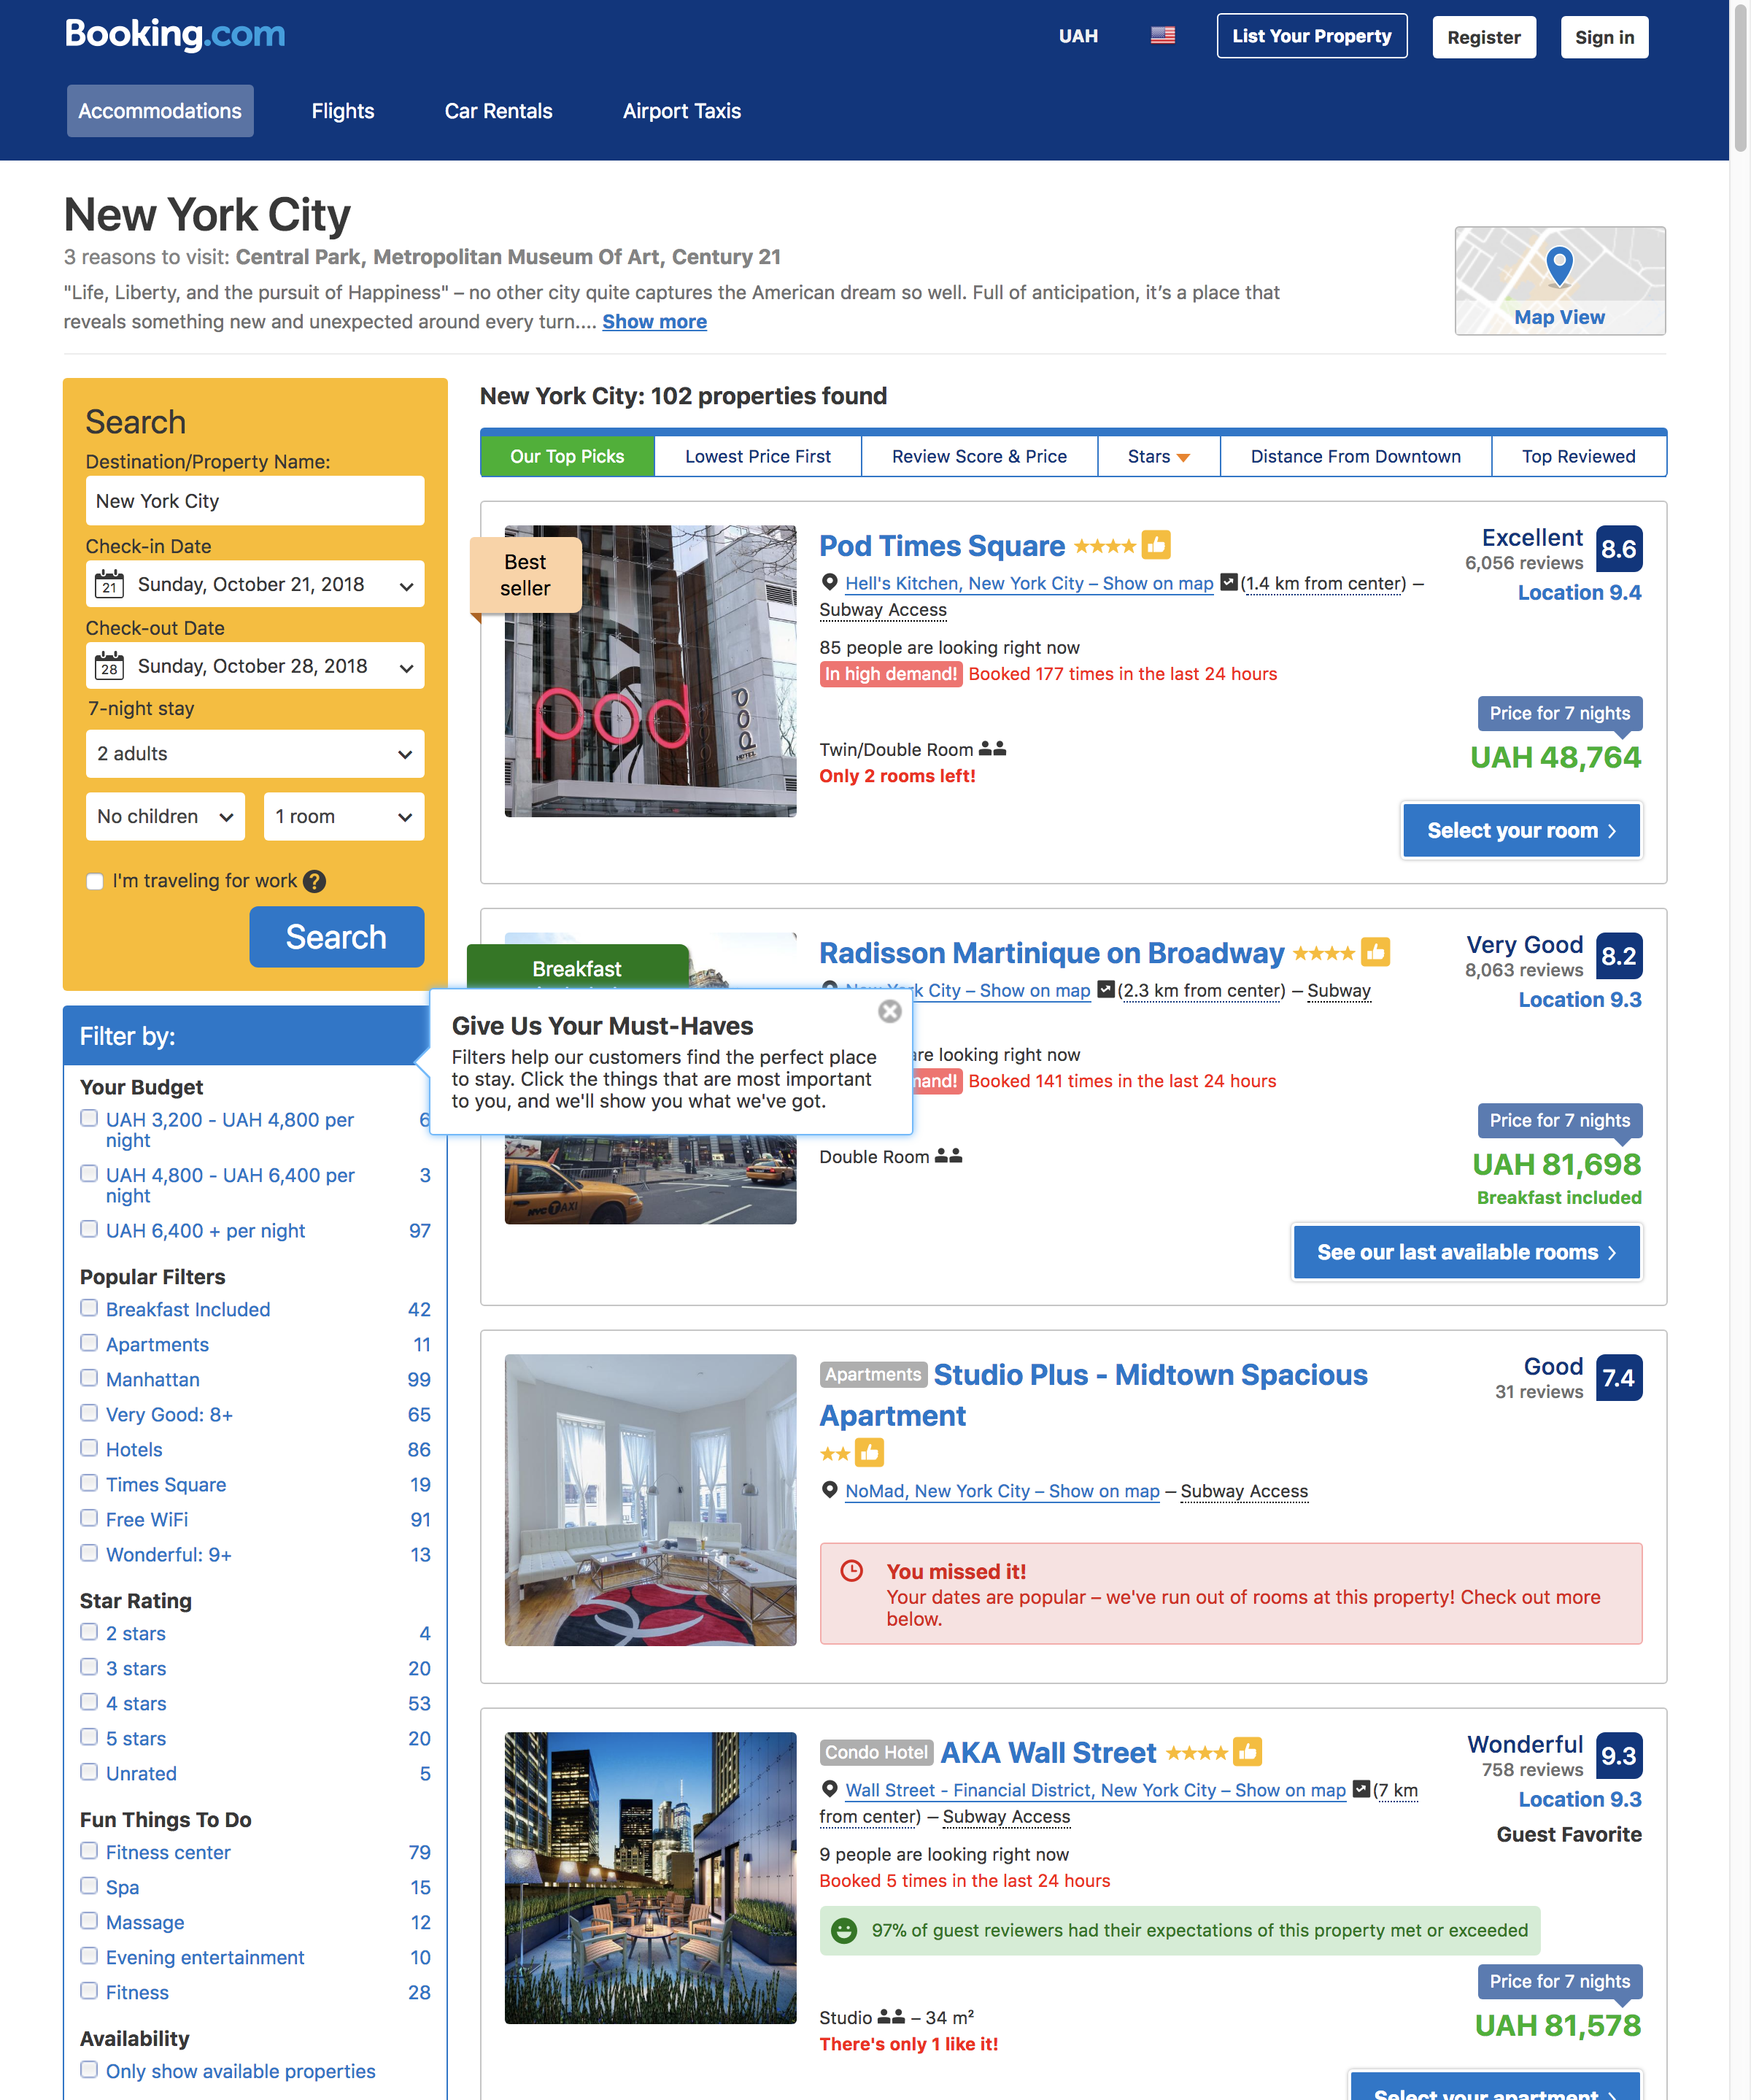 Booking.com
UAH
List Your Property
Register
Sign in
Accommodations
Flights
Car Rentals
Airport Taxis
New York City
3 reasons to visit: Central Park, Metropolitan Museum Of Art, Century 21
"Life, Liberty, and the pursuit of Happiness" – no other city quite captures the American dream so well. Full of anticipation, it's a place that
reveals something new and unexpected around every turn.... Show more
Map View
Search
Destination/Property Name:
New York City
Check-in Date
21 Sunday, October 21, 2018
Check-out Date
28 Sunday, October 28, 2018
7-night stay
2 adults
No children
1 room
I'm traveling for work ?
Search
Filter by:
Your Budget
UAH 3,200 - UAH 4,800 per 6
night
UAH 4,800 - UAH 6,400 per 3
night
UAH 6,400 + per night 97
Popular Filters
Breakfast Included 42
Apartments 11
Manhattan 99
Very Good: 8+ 65
Hotels 86
Times Square 19
Free WiFi 91
Wonderful: 9+ 13
Star Rating
2 stars 4
3 stars 20
4 stars 53
5 stars 20
Unrated 5
Fun Things To Do
Fitness center 79
Spa 15
Massage 12
Evening entertainment 10
Fitness 28
Availability
Only show available properties
New York City: 102 properties found
Our Top Picks
Lowest Price First
Review Score & Price
Stars
Distance From Downtown
Top Reviewed
Best
seller
pod
pod
HOTEL
Pod Times Square
Hell's Kitchen, New York City – Show on map (1.4 km from center) –
Subway Access
85 people are looking right now
In high demand! Booked 177 times in the last 24 hours
Twin/Double Room
Only 2 rooms left!
Excellent 8.6
6,056 reviews
Location 9.4
Price for 7 nights
UAH 48,764
Select your room
Breakfast
NYC TAXI
Give Us Your Must-Haves
Filters help our customers find the perfect place
to stay. Click the things that are most important
to you, and we'll show you what we've got.
Radisson Martinique on Broadway
City – Show on map (2.3 km from center) – Subway
are looking right now
Booked 141 times in the last 24 hours
Double Room
Very Good 8.2
8,063 reviews
Location 9.3
Price for 7 nights
UAH 81,698
Breakfast included
See our last available rooms
Apartments Studio Plus - Midtown Spacious
Apartment
NoMad, New York City – Show on map – Subway Access
Good 7.4
31 reviews
You missed it!
Your dates are popular – we've run out of rooms at this property! Check out more
below.
Condo Hotel AKA Wall Street
Wall Street - Financial District, New York City – Show on map (7 km
from center) – Subway Access
9 people are looking right now
Booked 5 times in the last 24 hours
97% of guest reviewers had their expectations of this property met or exceeded
Studio – 34 m²
There's only 1 like it!
Wonderful 9.3
758 reviews
Location 9.3
Guest Favorite
Price for 7 nights
UAH 81,578
Select your apartment